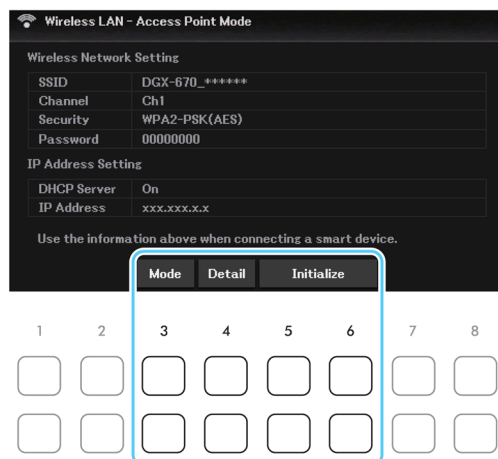 Wireless LAN - Access Point Mode
Wireless Network Setting
SSID DGX-670_******
Channel Ch1
Security WPA2-PSK(AES)
Password 00000000
IP Address Setting
DHCP Server On
IP Address xxx.xxx.x.x
Use the information above when connecting a smart device.
Mode Detail Initialize
1 2 3 4 5 6 7 8